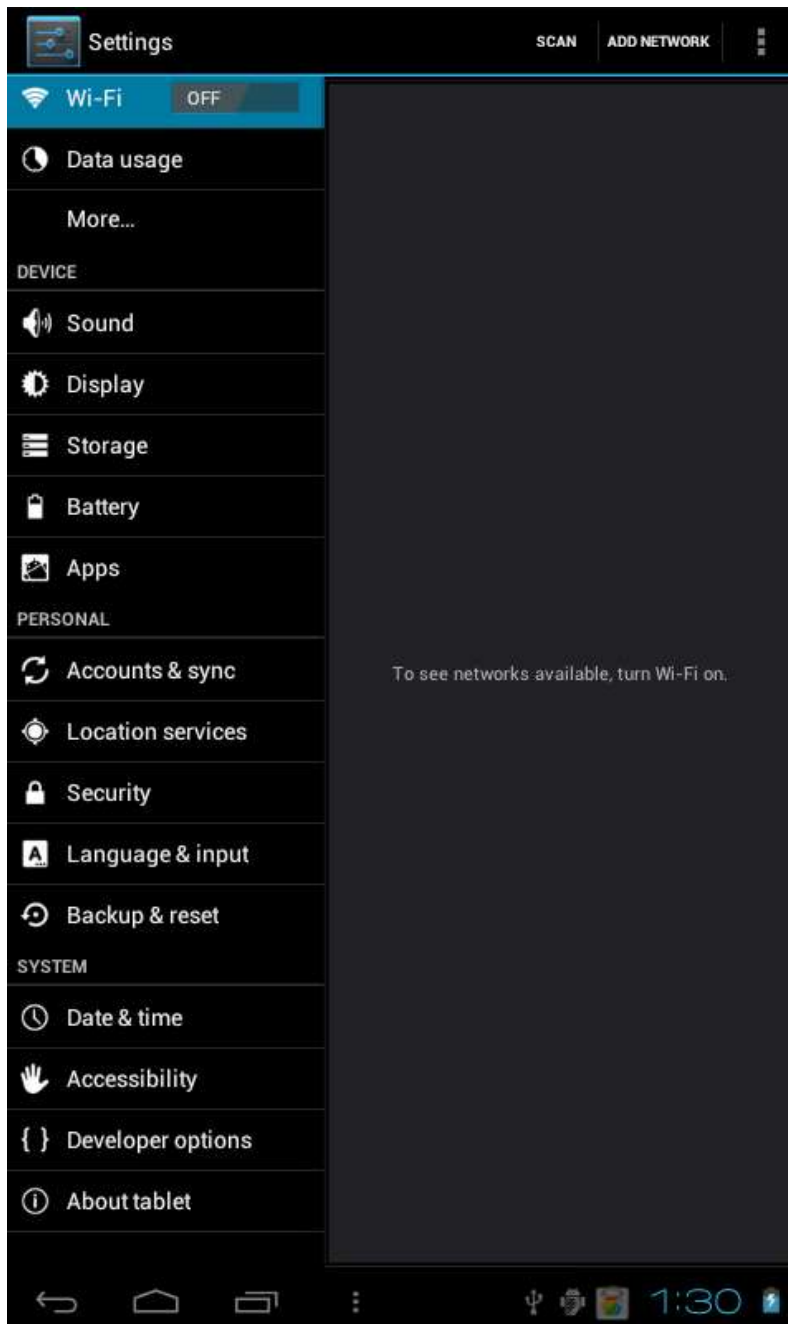 Settings
SCAN
ADD NETWORK
Wi-Fi
OFF
Data usage
More...
DEVICE
Sound
Display
Storage
Battery
Apps
PERSONAL
Accounts & sync
Location services
Security
A
Language & input
Backup & reset
SYSTEM
Date & time
Accessibility
{ } Developer options
About tablet
To see networks available, turn Wi-Fi on.
1:30